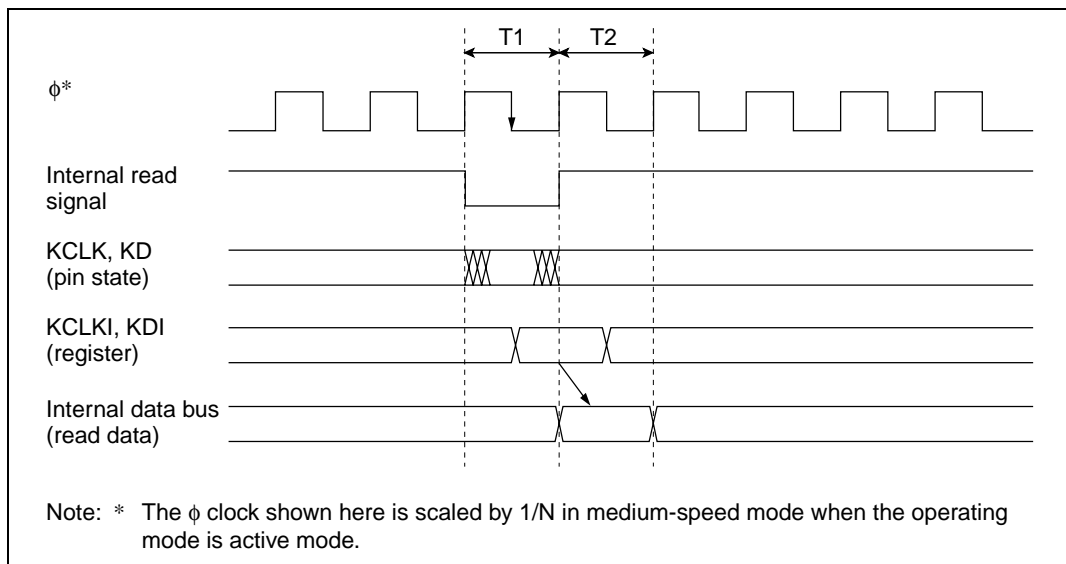 T1 T2
ϕ*
Internal read
signal
KCLK, KD
(pin state)
KCLKI, KDI
(register)
Internal data bus
(read data)
Note: * The ϕ clock shown here is scaled by 1/N in medium-speed mode when the operating
mode is active mode.